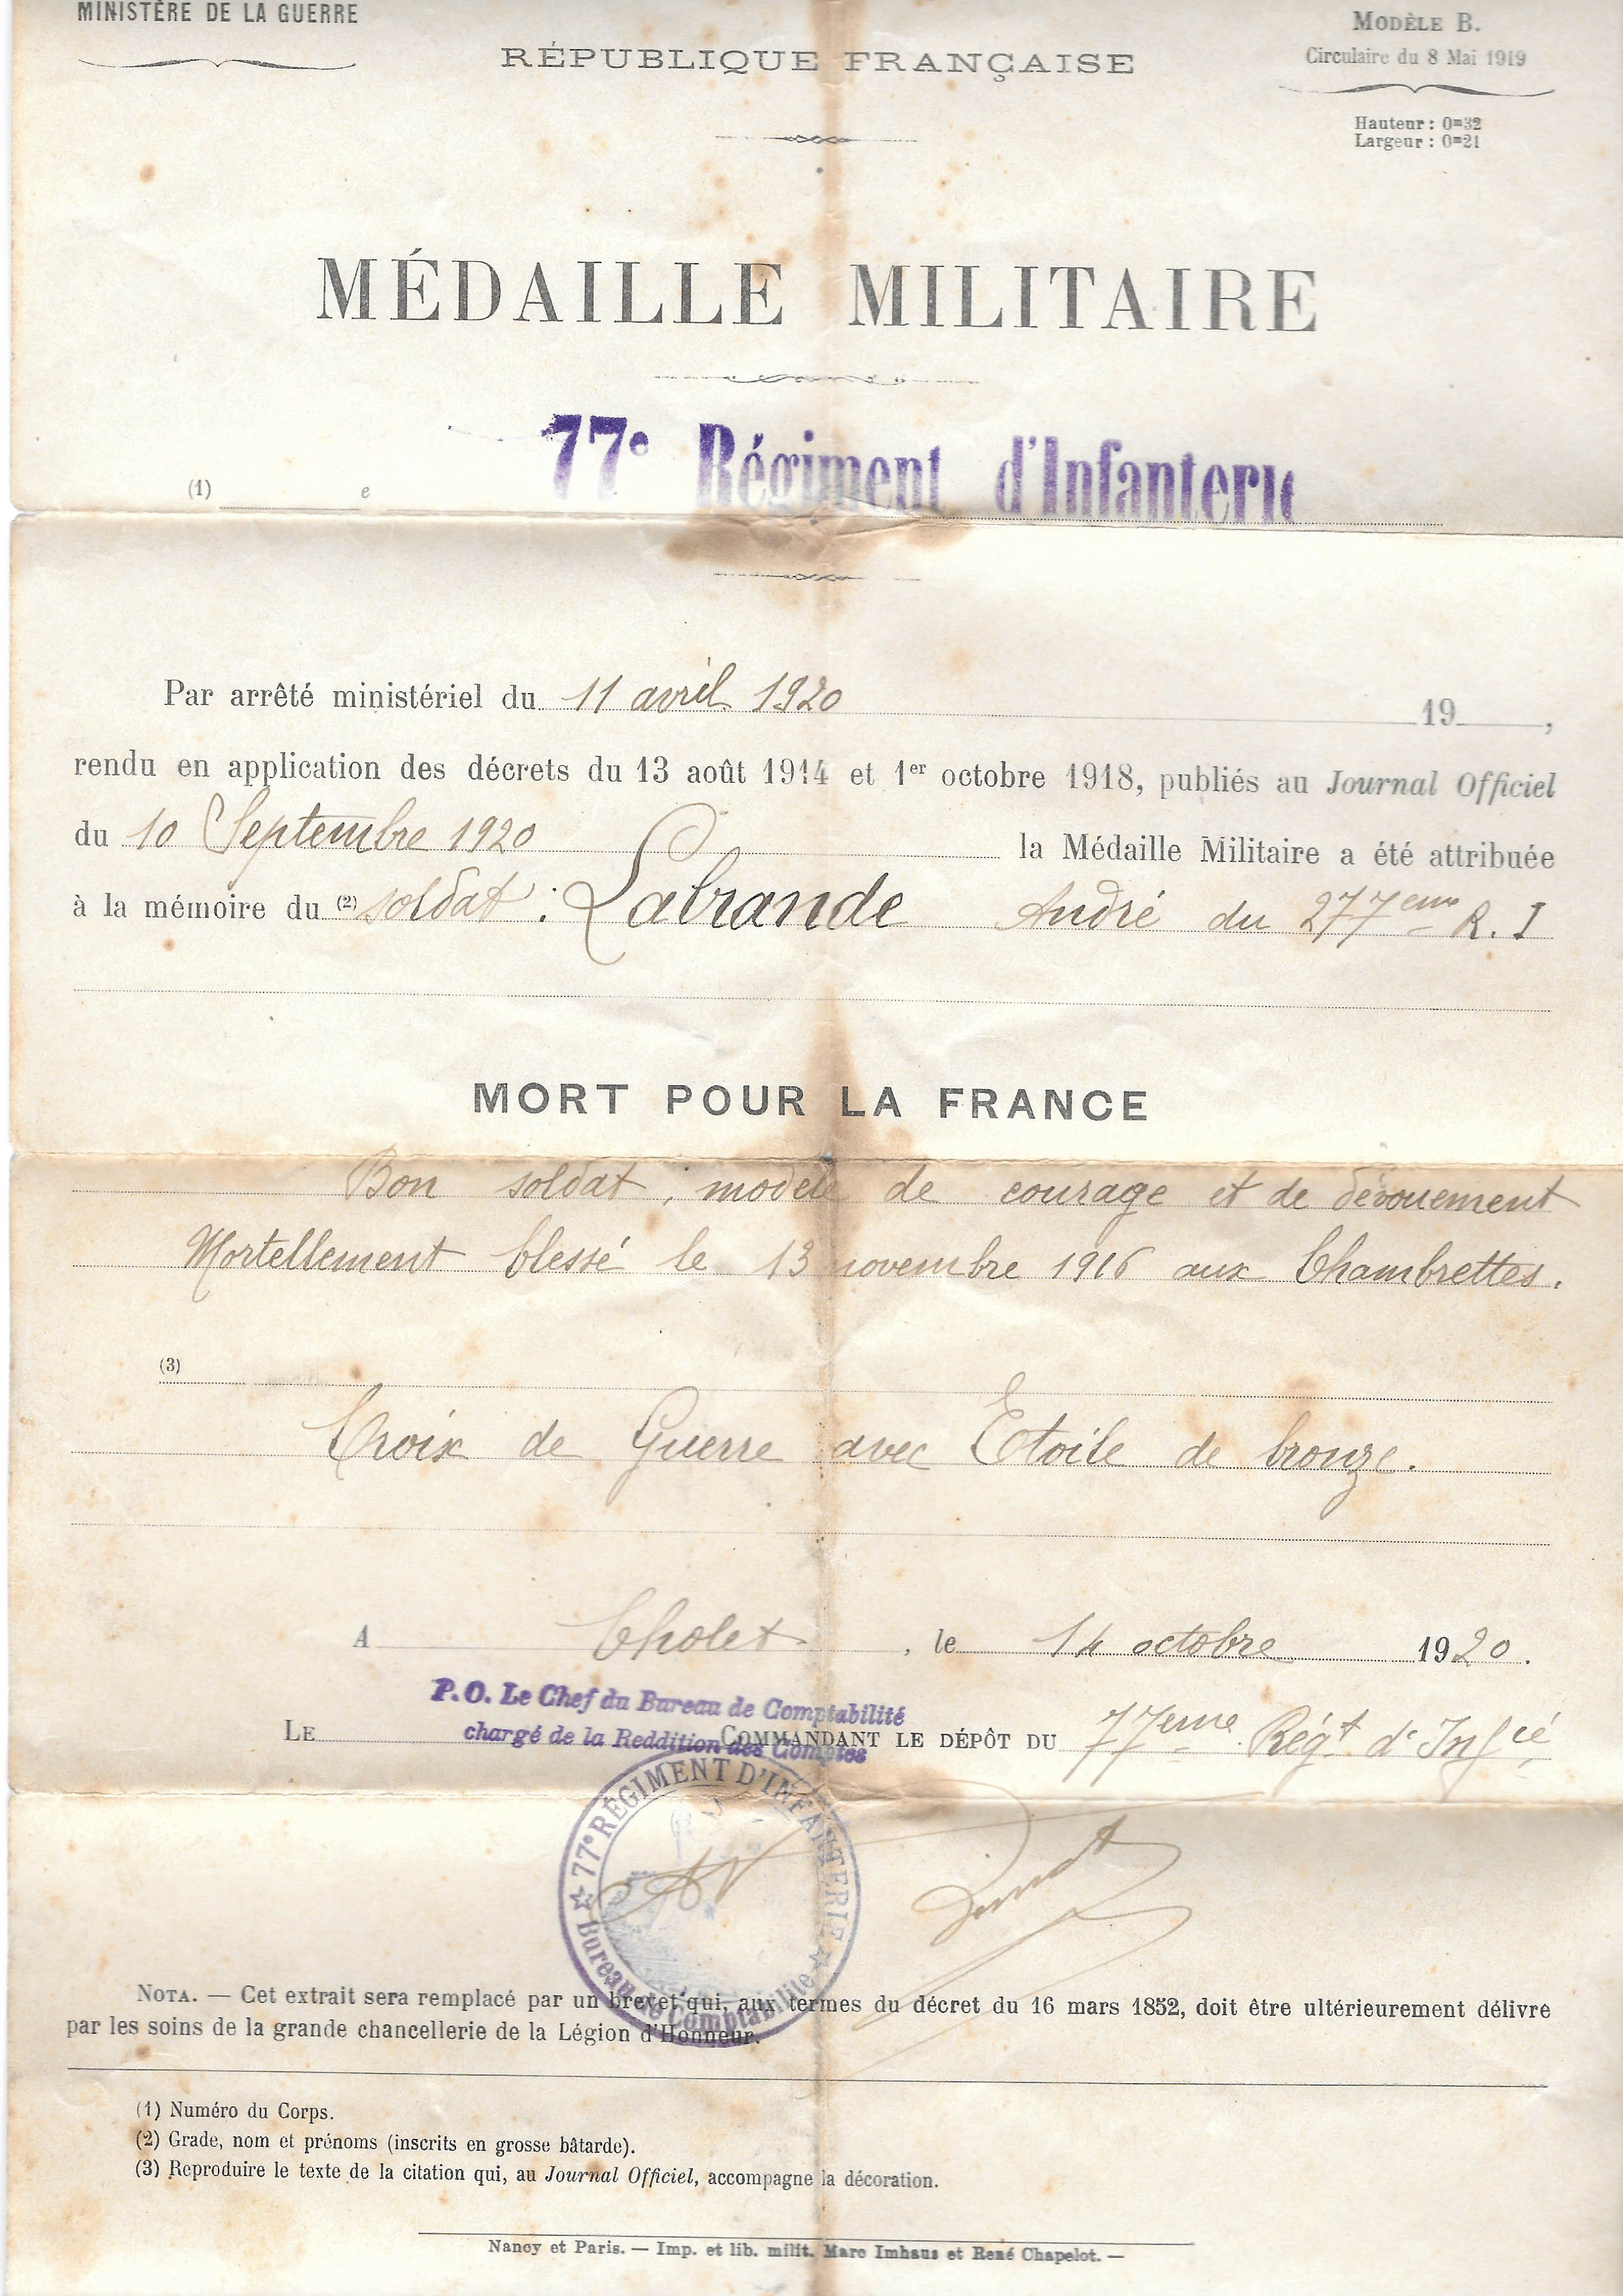 MINISTÈRE DE LA GUERRE
RÉPUBLIQUE FRANÇAISE
MODÈLE B.
Circulaire du 8 Mai 1919
Hauteur : 0m32
Largeur : 0m21
MÉDAILLE MILITAIRE
(1) e 77e Régiment d'Infanterie
Par arrêté ministériel du 11 avril 1920 19 ,
rendu en application des décrets du 13 août 1914 et 1er octobre 1918, publiés au Journal Officiel
du 10 Septembre 1920 la Médaille Militaire a été attribuée
à la mémoire du (2) soldat : Labrande André du 277eme R. I
MORT POUR LA FRANCE
Bon soldat, modèle de courage et de dévouement
Mortellement blessé le 13 novembre 1916 aux Chambrettes.
(3)
Croix de Guerre avec Etoile de bronze.
A Cholet , le 14 octobre 1920.
P.O. Le Chef du Bureau de Comptabilité
chargé de la Reddition des Comptes
LE COMMANDANT LE DÉPÔT DU 77eme Régt d'Infie
77e RÉGIMENT D'INFANTERIE
Bureau de Comptabilité
NOTA. — Cet extrait sera remplacé par un brevet qui, aux termes du décret du 16 mars 1852, doit être ultérieurement délivre
par les soins de la grande chancellerie de la Légion d'Honneur.
(1) Numéro du Corps.
(2) Grade, nom et prénoms (inscrits en grosse bâtarde).
(3) Reproduire le texte de la citation qui, au Journal Officiel, accompagne la décoration.
Nancy et Paris. — Imp. et lib. milit. Marc Imhaus et René Chapelot. —